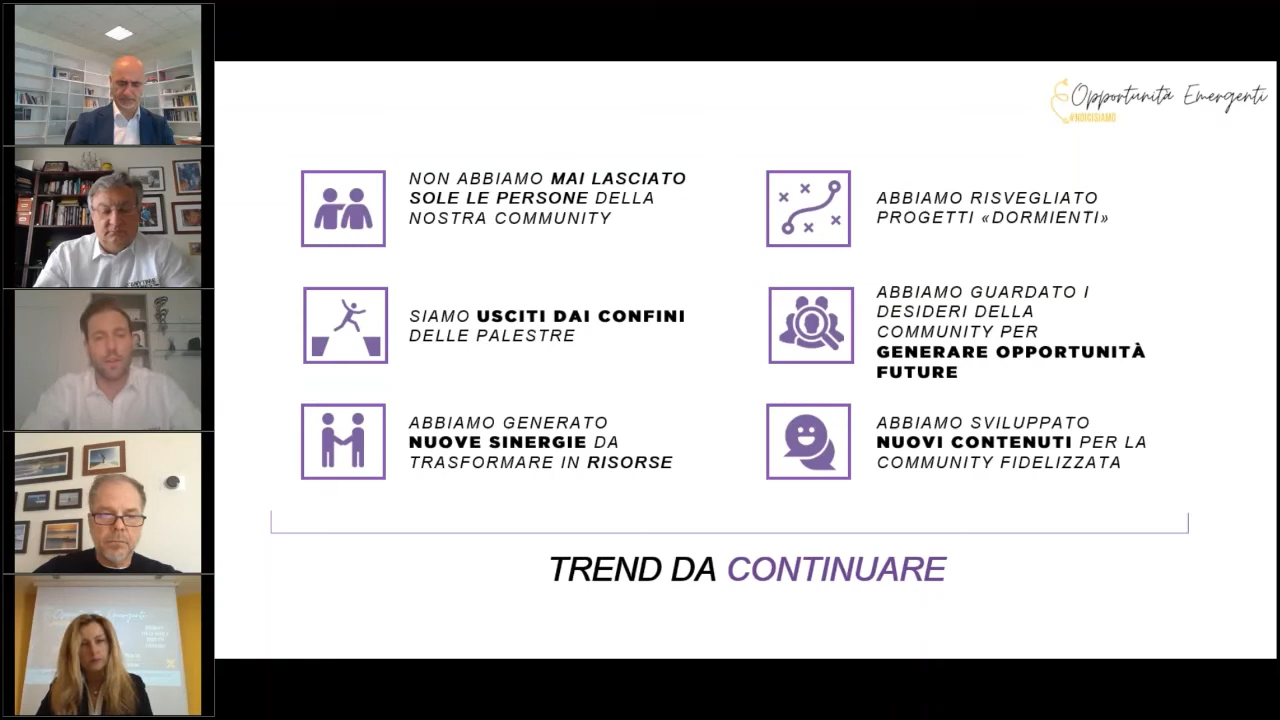 Opportunità Emergenti
#NOICISIAMO
NON ABBIAMO MAI LASCIATO
SOLE LE PERSONE DELLA
NOSTRA COMMUNITY
SIAMO USCITI DAI CONFINI
DELLE PALESTRE
ABBIAMO GENERATO
NUOVE SINERGIE DA
TRASFORMARE IN RISORSE
ABBIAMO RISVEGLIATO
PROGETTI «DORMIENTI»
ABBIAMO GUARDATO I
DESIDERI DELLA
COMMUNITY PER
GENERARE OPPORTUNITÀ
FUTURE
ABBIAMO SVILUPPATO
NUOVI CONTENUTI PER LA
COMMUNITY FIDELIZZATA
TREND DA CONTINUARE
Opportunità Emergenti